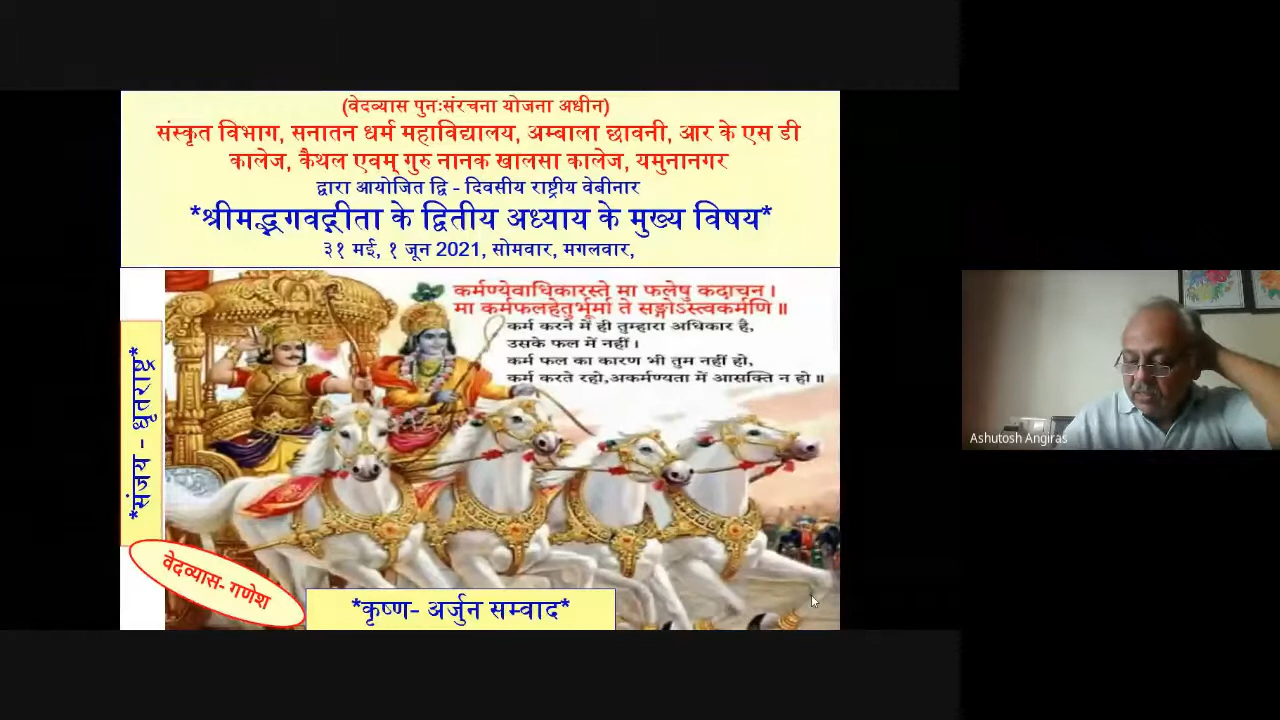 (वेदव्यास पुनःसंरचना योजना अधीन)
संस्कृत विभाग, सनातन धर्म महाविद्यालय, अम्बाला छावनी, आर के एस डी
कालेज, कैथल एवम् गुरु नानक खालसा कालेज, यमुनानगर
द्वारा आयोजित द्वि - दिवसीय राष्ट्रीय वेबीनार
*श्रीमद्भगवद्गीता के द्वितीय अध्याय के मुख्य विषय*
३१ मई, १ जून 2021, सोमवार, मगलवार,
कर्मण्येवाधिकारस्ते मा फलेषु कदाचन।
मा कर्मफलहेतुर्भूर्मा ते सङ्गोऽस्त्वकर्मणि॥
कर्म करने में ही तुम्हारा अधिकार है,
उसके फल में नहीं।
कर्म फल का कारण भी तुम नहीं हो,
कर्म करते रहो,अकर्मण्यता में आसक्ति न हो॥
*संजय - धृतराष्ट्र*
वेदव्यास- गणेश
*कृष्ण- अर्जुन सम्वाद*
Ashutosh Angiras